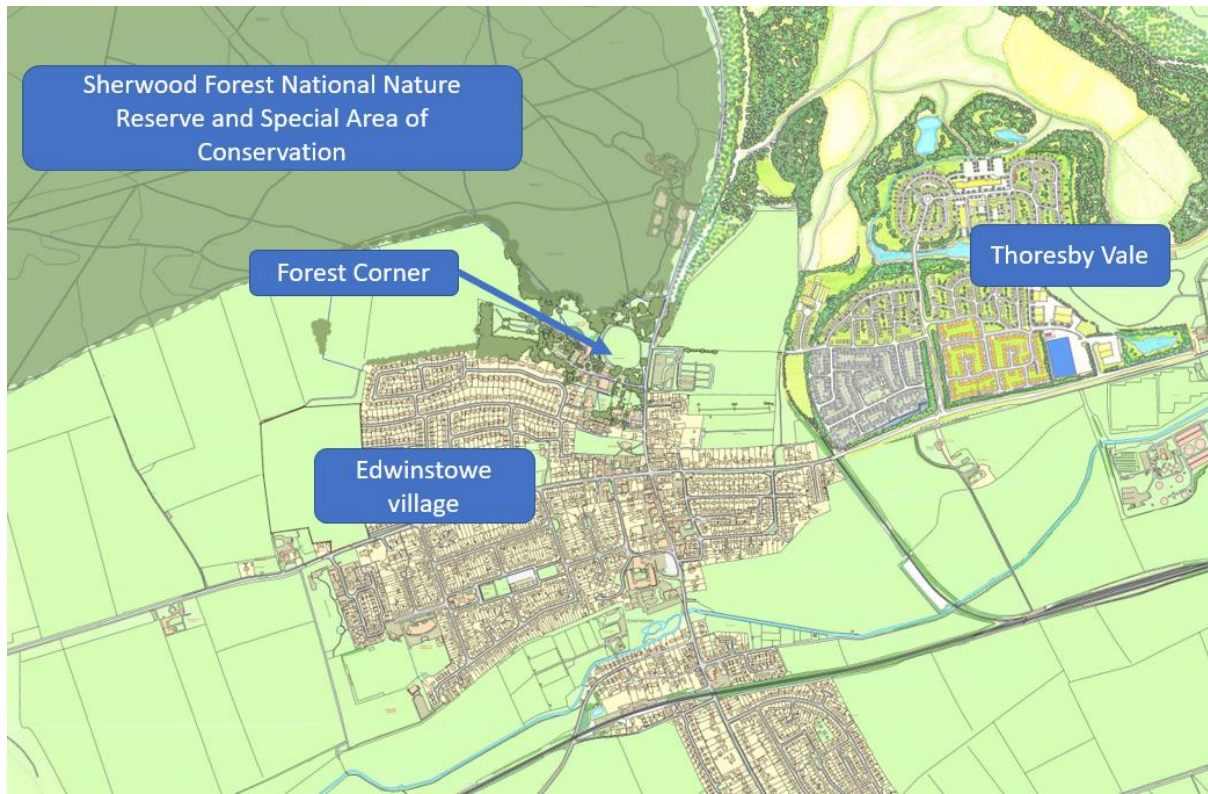 Sherwood Forest National Nature
Reserve and Special Area of
Conservation
Forest Corner
Thoresby Vale
Edwinstowe
village